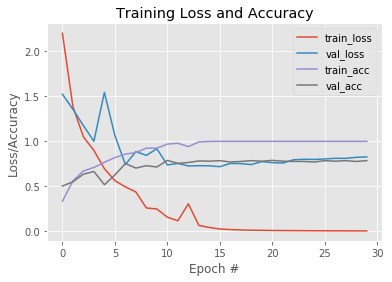 Training Loss and Accuracy
train_loss
val_loss
train_acc
val_acc
Loss/Accuracy
2.0
1.5
1.0
0.5
0.0
0
5
10
15
20
25
30
Epoch #